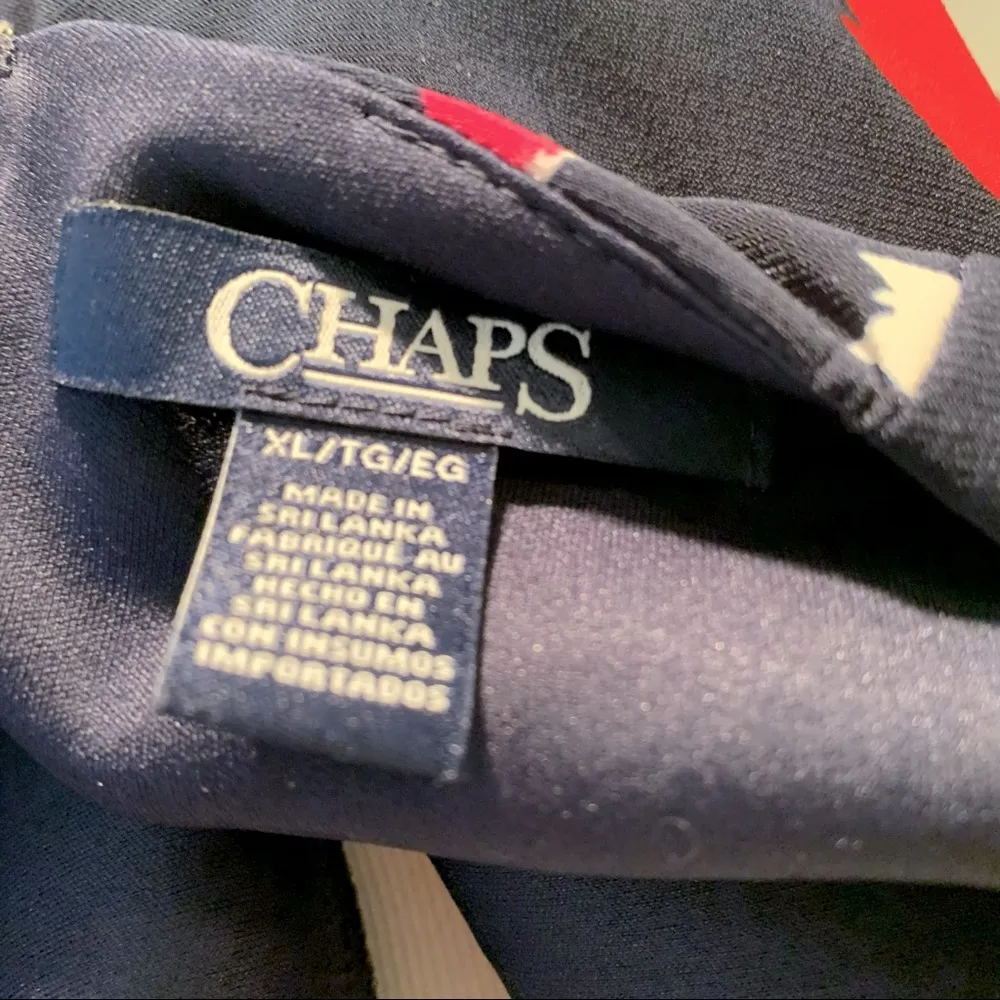 CHAPS
XL/TG/EG
MADE IN
SRI LANKA
FABRIQUÉ AU
SRI LANKA
HECHO EN
SRI LANKA
CON INSUMOS
IMPORTADOS